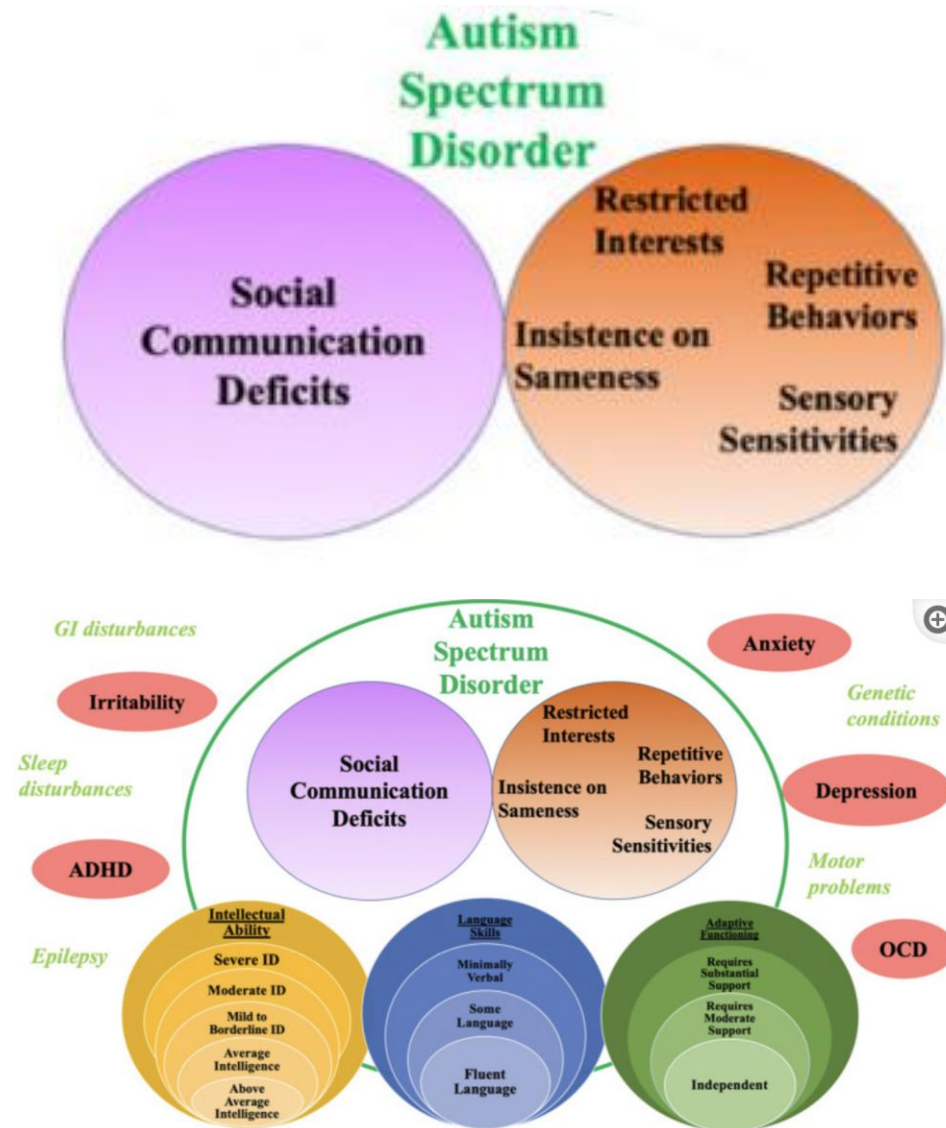 Autism
Spectrum
Disorder
Social
Communication
Deficits
Restricted
Interests
Repetitive
Behaviors
Insistence on
Sameness
Sensory
Sensitivities
GI disturbances
Irritability
Sleep
disturbances
ADHD
Epilepsy
Autism
Spectrum
Disorder
Social
Communication
Deficits
Restricted
Interests
Repetitive
Behaviors
Insistence on
Sameness
Sensory
Sensitivities
Anxiety
Genetic
conditions
Depression
Motor
problems
OCD
Intellectual
Ability
Severe ID
Moderate ID
Mild to
Borderline ID
Average
Intelligence
Above
Average
Intelligence
Language
Skills
Minimally
Verbal
Some
Language
Fluent
Language
Adaptive
Functioning
Requires
Substantial
Support
Requires
Moderate
Support
Independent